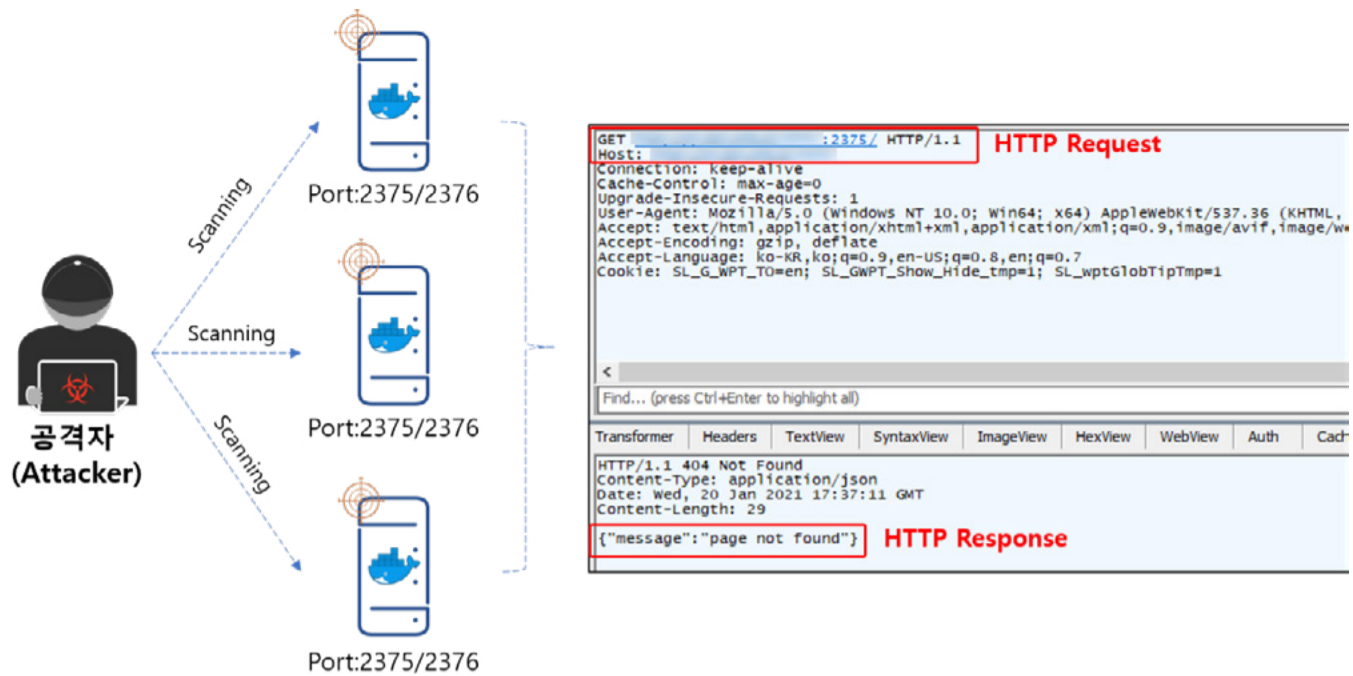 Scanning
Port:2375/2376
Scanning
Port:2375/2376
Scanning
Port:2375/2376
공격자
(Attacker)
GET :2375/ HTTP/1.1
HTTP Request
Host:
Connection: keep-alive
Cache-Control: max-age=0
Upgrade-Insecure-Requests: 1
User-Agent: Mozilla/5.0 (Windows NT 10.0; Win64; x64) AppleWebKit/537.36 (KHTML,
Accept: text/html,application/xhtml+xml,application/xml;q=0.9,image/avif,image/w
Accept-Encoding: gzip, deflate
Accept-Language: ko-KR,ko;q=0.9,en-US;q=0.8,en;q=0.7
Cookie: SL_G_WPT_TO=en; SL_GWPT_Show_Hide_tmp=1; SL_wptGlobTipTmp=1
Find... (press Ctrl+Enter to highlight all)
Transformer Headers TextView SyntaxView ImageView HexView WebView Auth
HTTP/1.1 404 Not Found
Content-Type: application/json
Date: Wed, 20 Jan 2021 17:37:11 GMT
Content-Length: 29
{"message":"page not found"}
HTTP Response